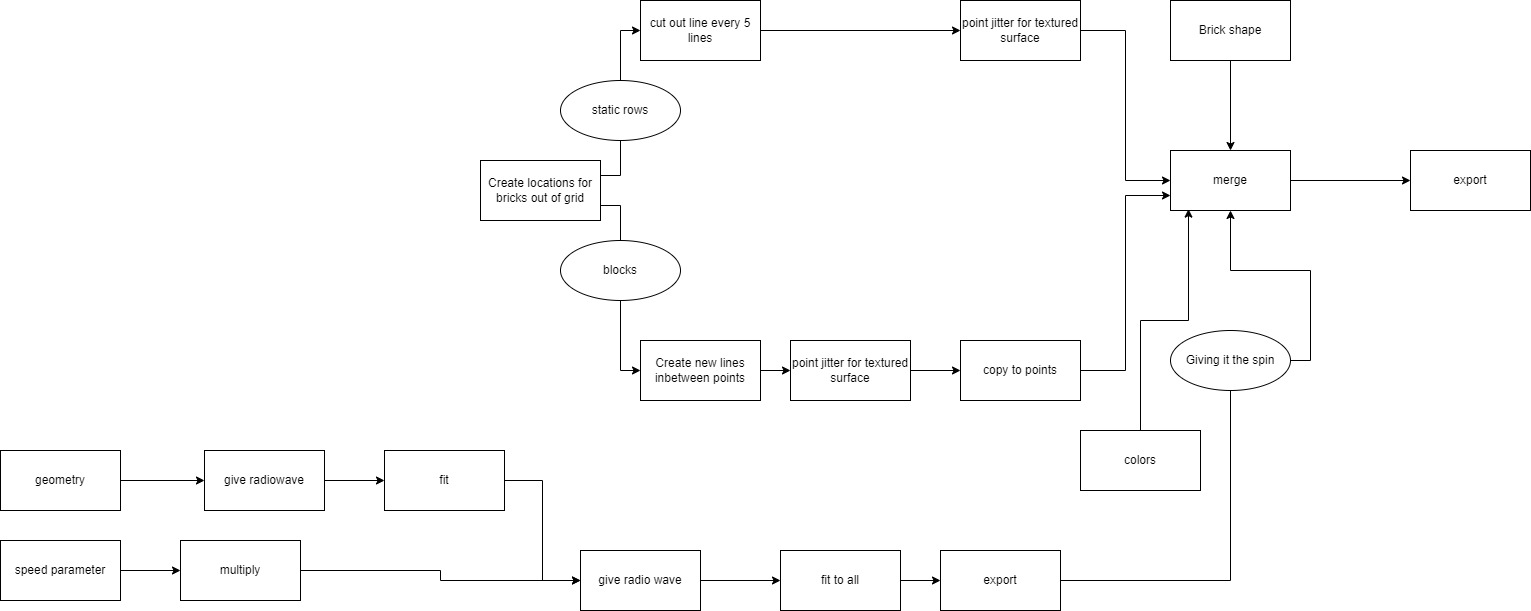 cut out line every 5
lines
point jitter for textured
surface
Brick shape
static rows
Create locations for
bricks out of grid
merge
export
blocks
Create new lines
inbetween points
point jitter for textured
surface
copy to points
Giving it the spin
colors
geometry
give radiowave
fit
speed parameter
multiply
give radio wave
fit to all
export